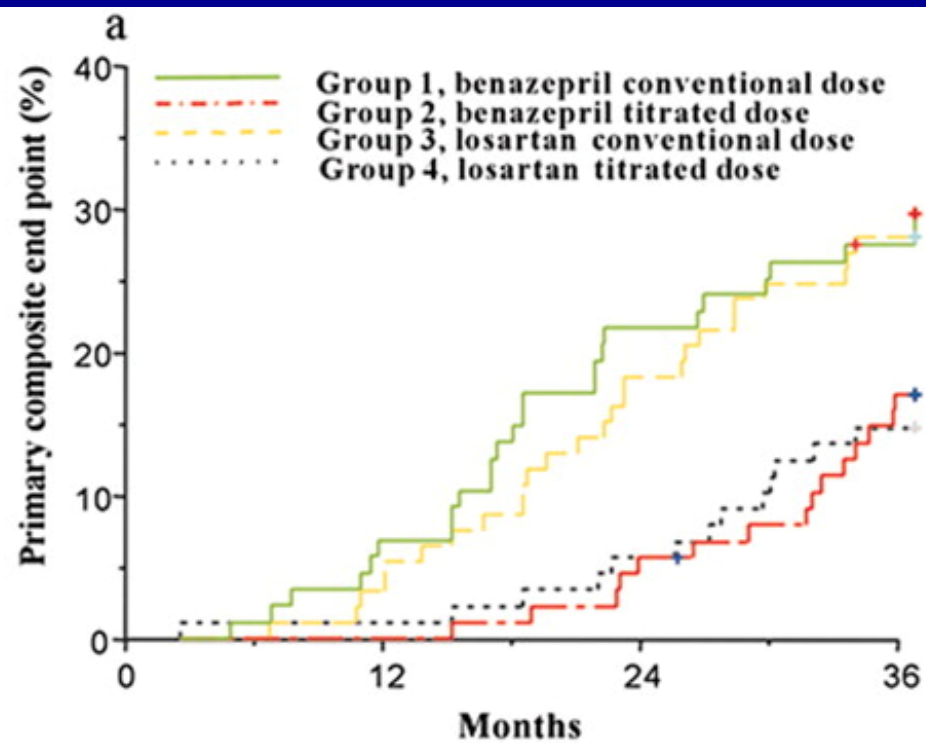 a
Primary composite end point (%)
40
30
20
10
0
Group 1, benazepril conventional dose
Group 2, benazepril titrated dose
Group 3, losartan conventional dose
Group 4, losartan titrated dose
0 12 24 36
Months